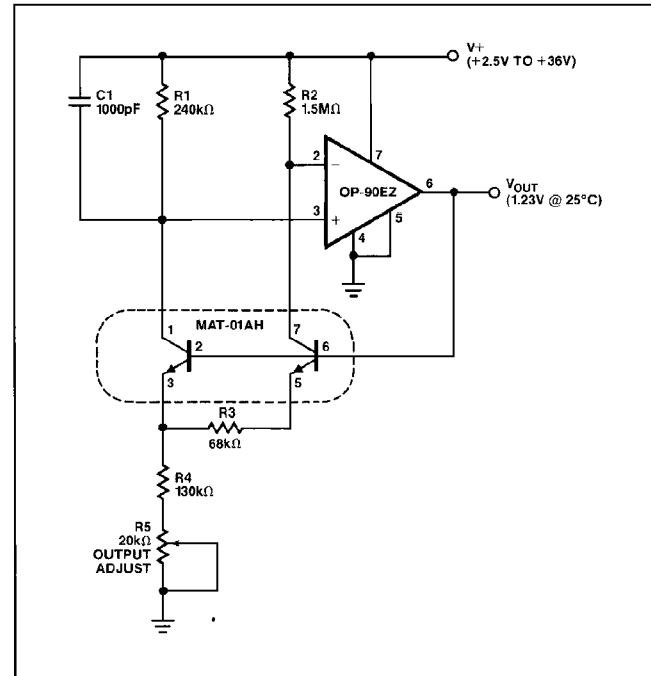 V+
(+2.5V TO +36V)
C1
1000pF
R1
240kΩ
R2
1.5MΩ
2
−
7
OP-90EZ
6
VOUT
(1.23V @ 25°C)
3
+
5
4
MAT-01AH
1
7
2
6
3
5
R3
68kΩ
R4
130kΩ
R5
20kΩ
OUTPUT
ADJUST